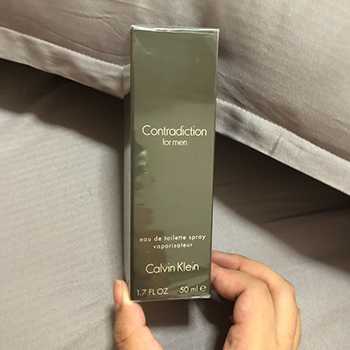 Contradiction
for men
eau de toilette spray
vaporisateur
Calvin Klein
1.7 FL OZ 50 ml e